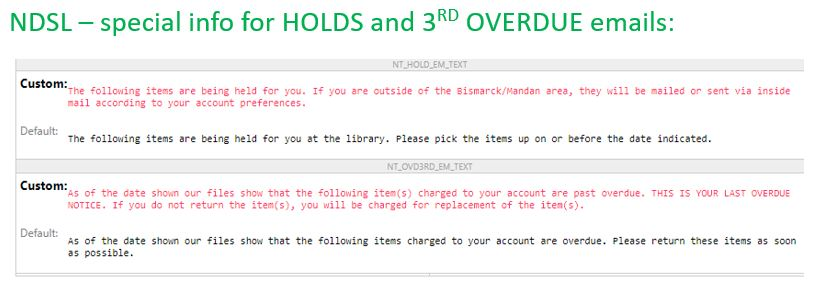 NDSL – special info for HOLDS and 3RD OVERDUE emails:
NT_HOLD_EM_TEXT
Custom: The following items are being held for you. If you are outside of the Bismarck/Mandan area, they will be mailed or sent via inside
mail according to your account preferences.
Default: The following items are being held for you at the library. Please pick the items up on or before the date indicated.
NT_OVD3RD_EM_TEXT
Custom: As of the date shown our files show that the following item(s) charged to your account are past overdue. THIS IS YOUR LAST OVERDUE
NOTICE. If you do not return the item(s), you will be charged for replacement of the item(s).
Default: As of the date shown our files show that the following items charged to your account are overdue. Please return these items as soon
as possible.